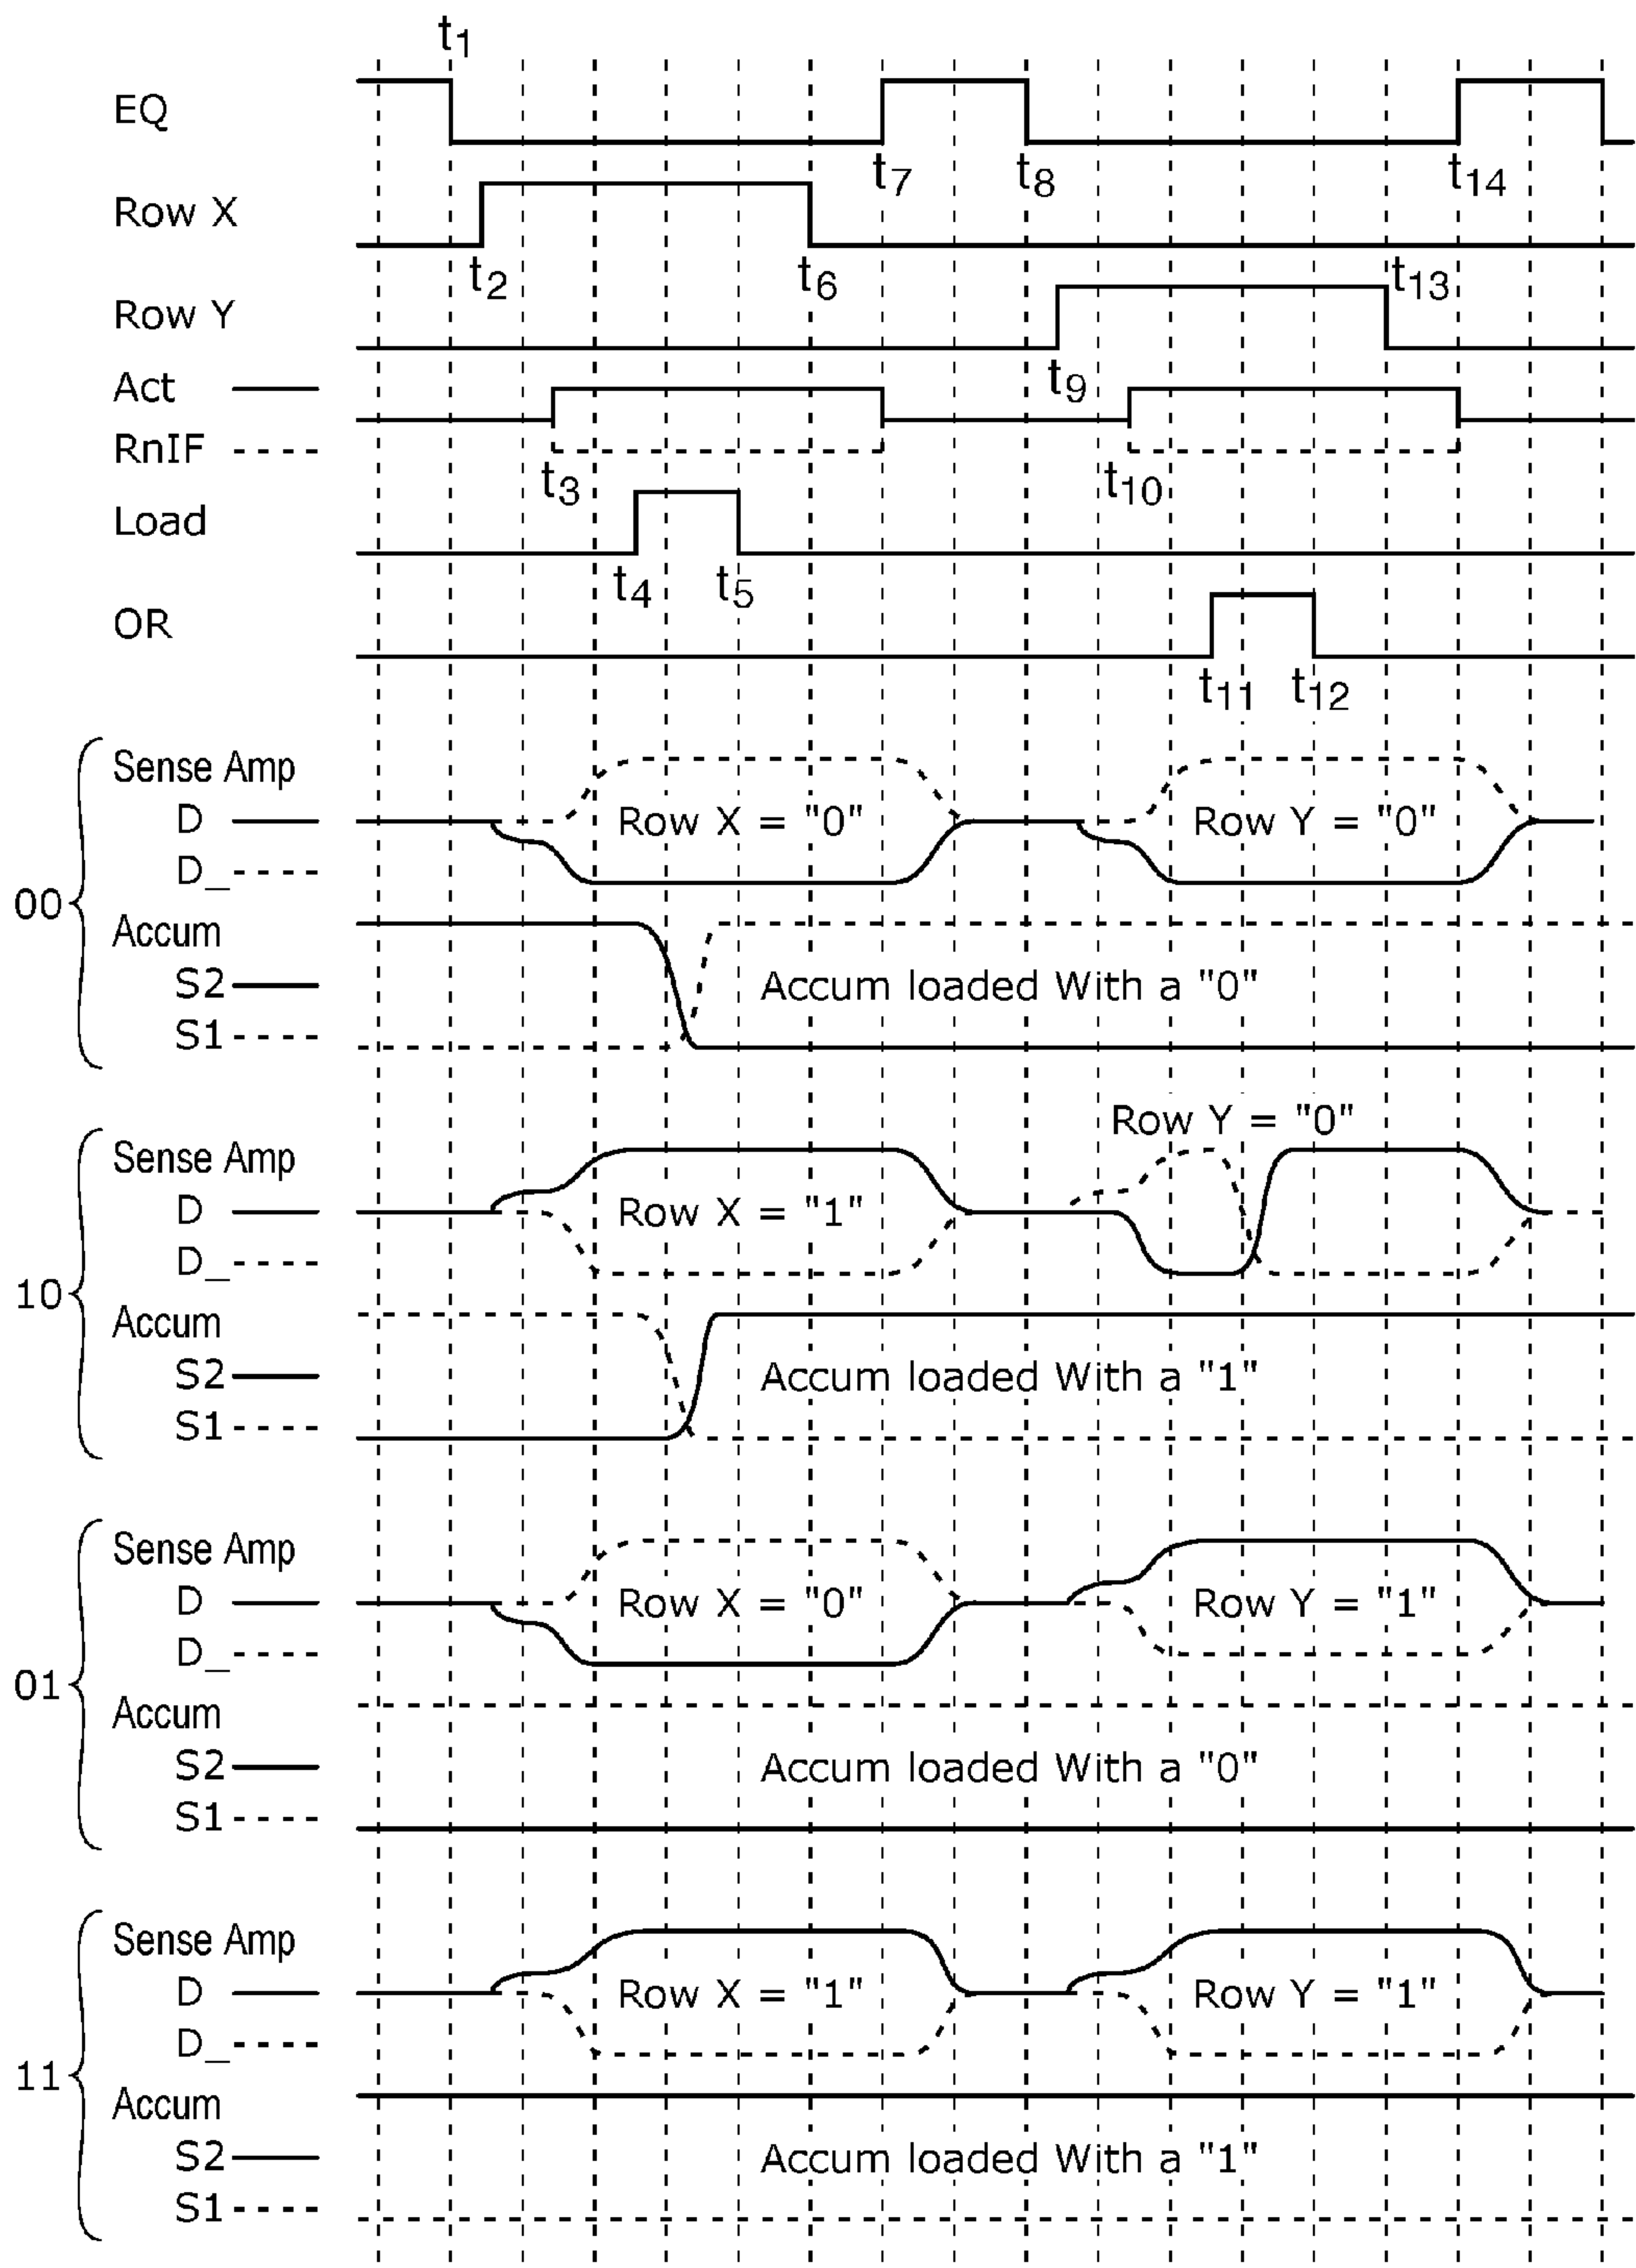 t1
EQ
t7 t8 t14
Row X
t2 t6 t13
Row Y
t9
Act
RnIF
t3 t10
Load
t4 t5
OR
t11 t12
00
Sense Amp
D
D_
Row X = "0" Row Y = "0"
Accum
S2
S1
Accum loaded With a "0"
10
Row Y = "0"
Sense Amp
D
D_
Row X = "1"
Accum
S2
S1
Accum loaded With a "1"
01
Sense Amp
D
D_
Row X = "0" Row Y = "1"
Accum
S2
S1
Accum loaded With a "0"
11
Sense Amp
D
D_
Row X = "1" Row Y = "1"
Accum
S2
S1
Accum loaded With a "1"